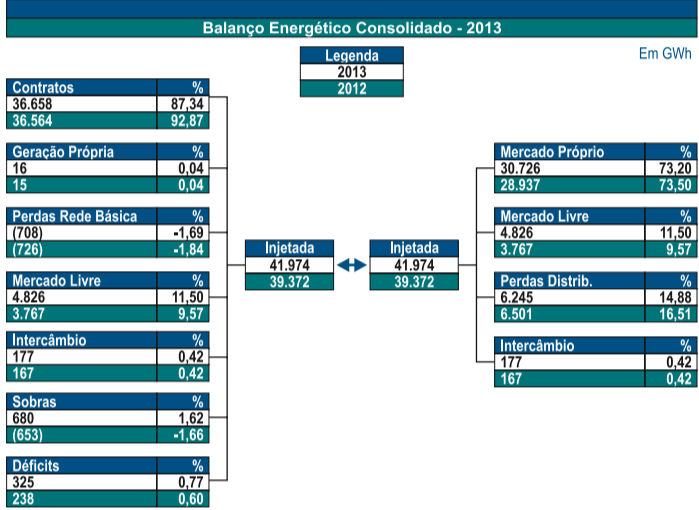 Balanço Energético Consolidado - 2013
Em GWh
Legenda
2013
2012
Contratos %
36.658 87,34
36.564 92,87
Geração Própria %
16 0,04
15 0,04
Perdas Rede Básica %
(708) -1,69
(726) -1,84
Mercado Livre %
4.826 11,50
3.767 9,57
Intercâmbio %
177 0,42
167 0,42
Sobras %
680 1,62
(653) -1,66
Déficits %
325 0,77
238 0,60
Injetada
41.974
39.372
Injetada
41.974
39.372
Mercado Próprio %
30.726 73,20
28.937 73,50
Mercado Livre %
4.826 11,50
3.767 9,57
Perdas Distrib. %
6.245 14,88
6.501 16,51
Intercâmbio %
177 0,42
167 0,42